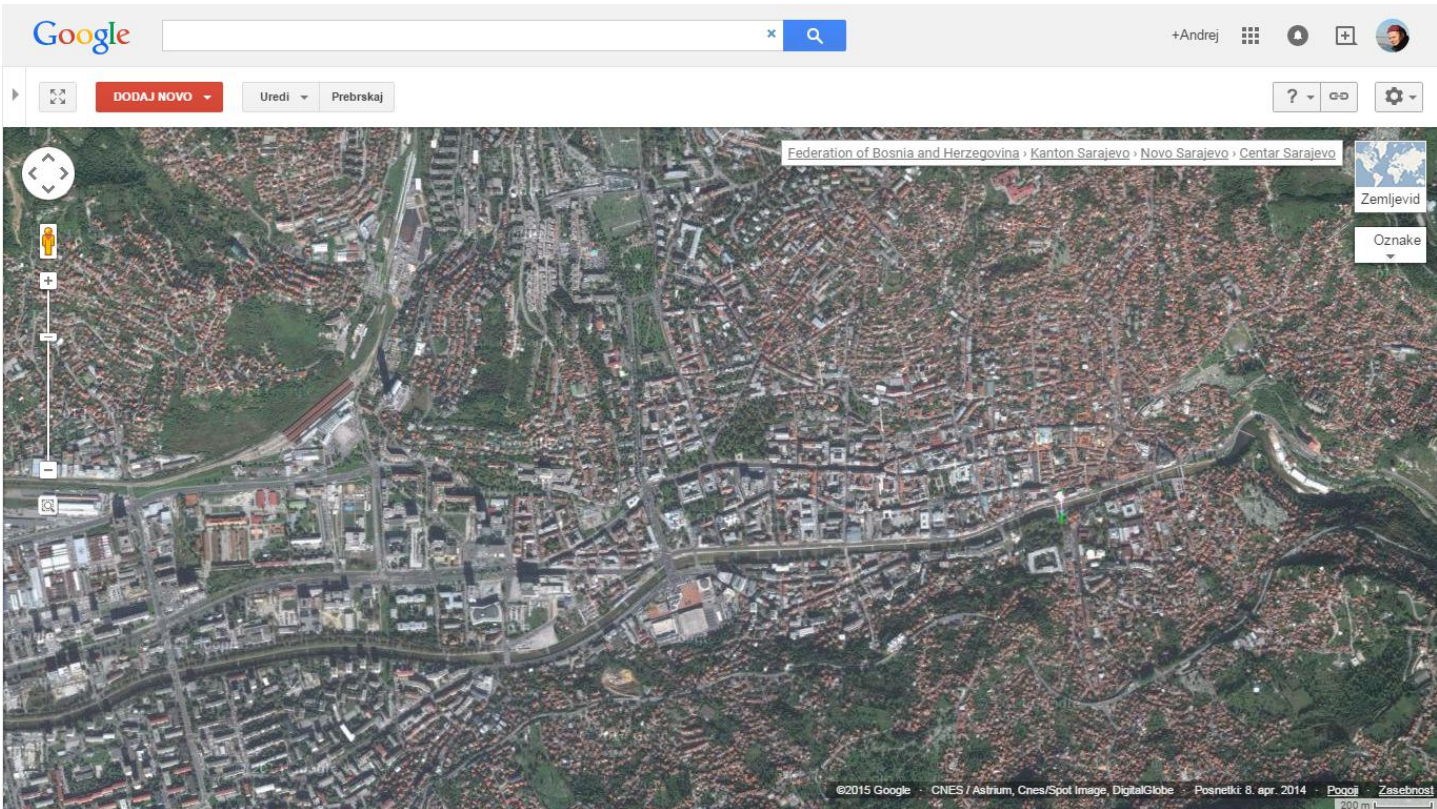 Google
× 
+Andrej
DODAJ NOVO
Uredi
Prebrskaj
?
Federation of Bosnia and Herzegovina › Kanton Sarajevo › Novo Sarajevo › Centar Sarajevo
Zemljevid
Oznake
+
−
©2015 Google - CNES / Astrium, Cnes/Spot Image, DigitalGlobe - Posnetki: 8. apr. 2014 - Pogoji - Zasebnost
200 m